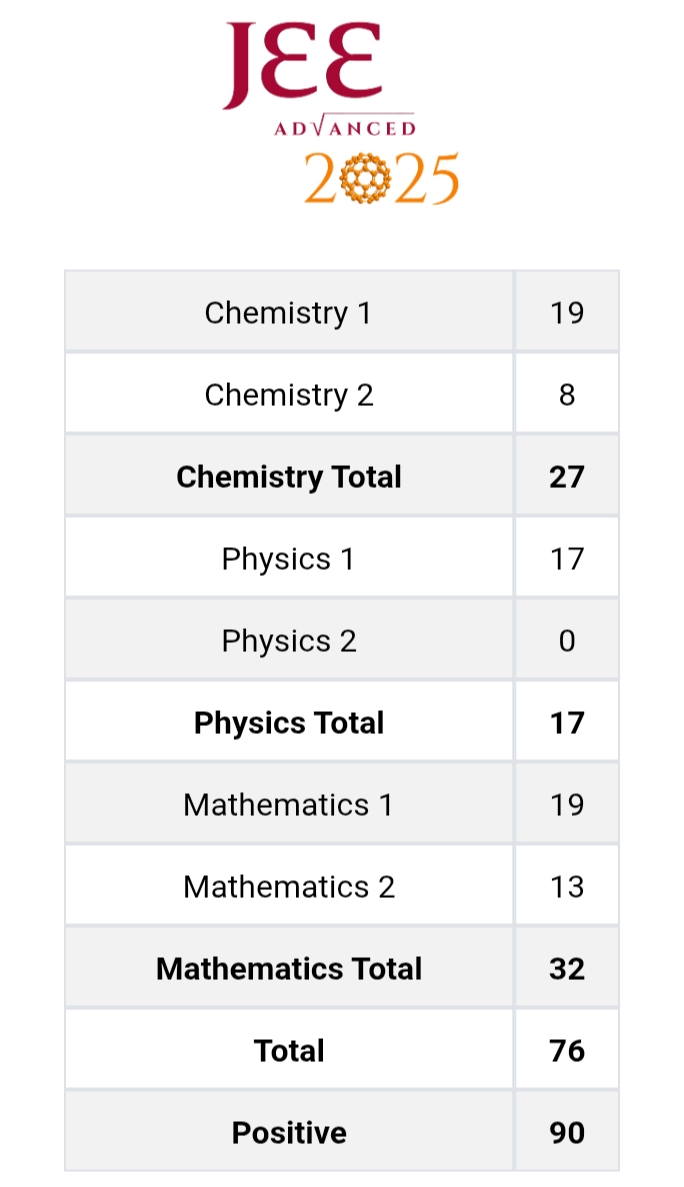 JEE
ADVANCED
2025
Chemistry 1 19
Chemistry 2 8
Chemistry Total 27
Physics 1 17
Physics 2 0
Physics Total 17
Mathematics 1 19
Mathematics 2 13
Mathematics Total 32
Total 76
Positive 90